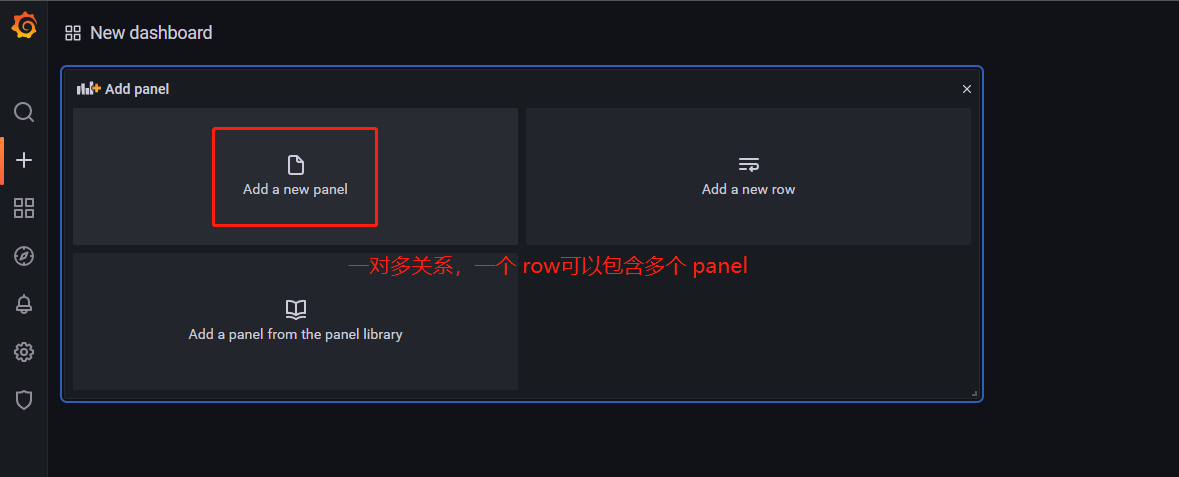 New dashboard
Add panel
Add a new panel
Add a new row
一对多关系，一个 row可以包含多个 panel
Add a panel from the panel library